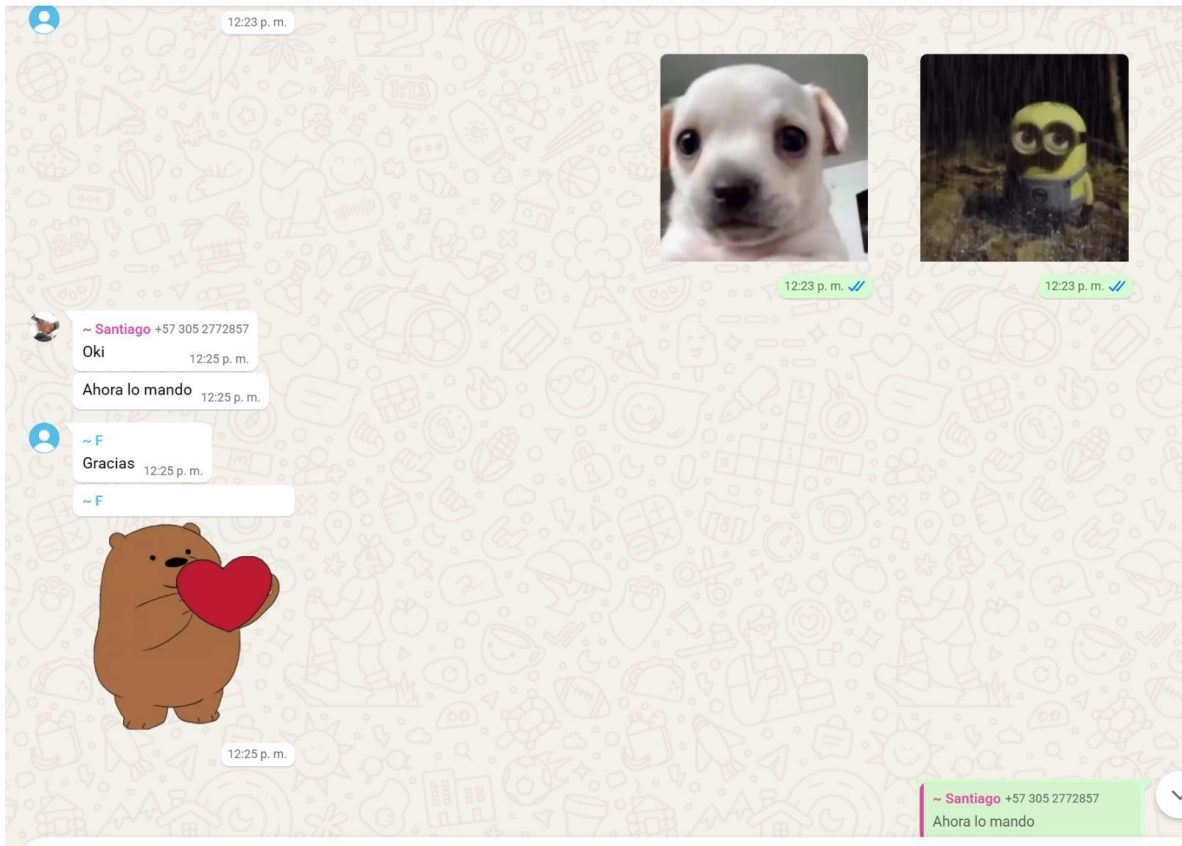 12:23 p. m.
12:23 p. m.
12:23 p. m.
~ Santiago +57 305 2772857
Oki
12:25 p. m.
Ahora lo mando 12:25 p. m.
~ F
Gracias 12:25 p. m.
~ F
12:25 p. m.
~ Santiago +57 305 2772857
Ahora lo mando